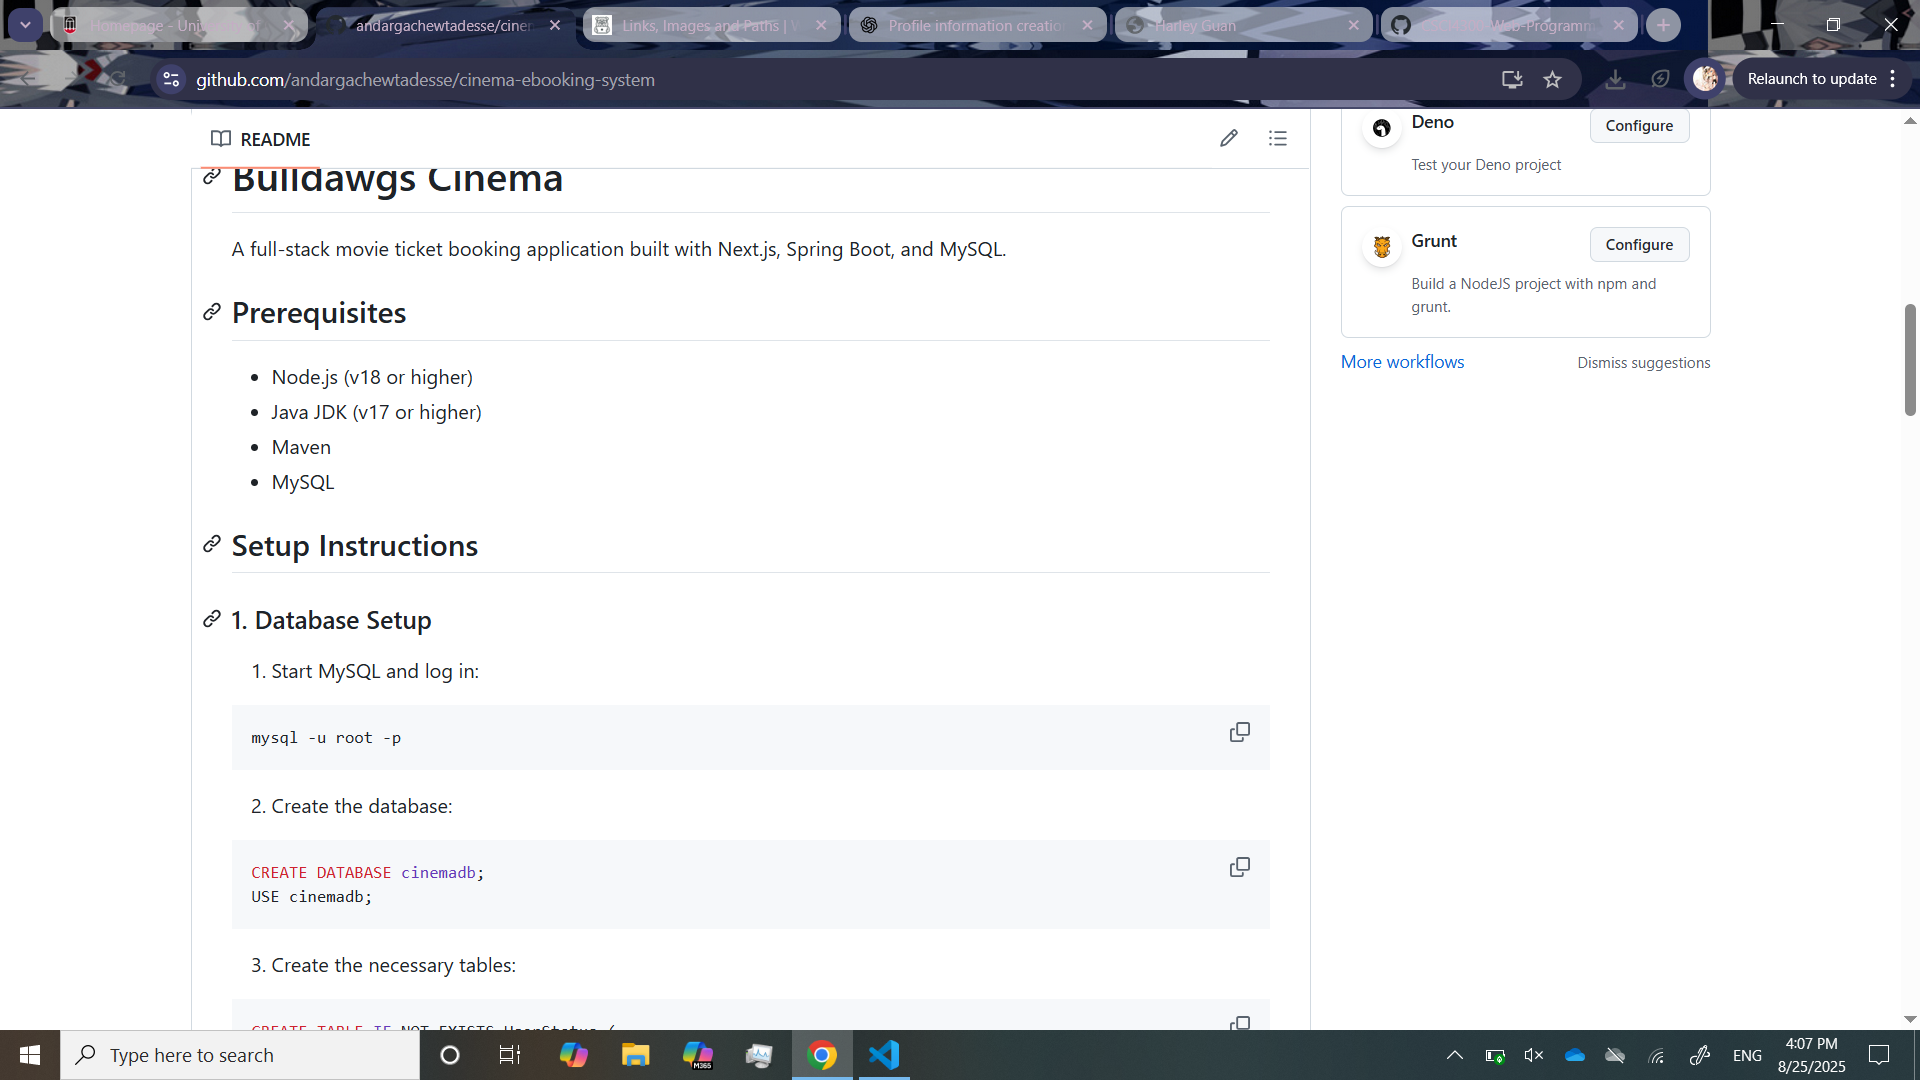 Homepage - University of
andargachewtadesse/ciner
Links, Images and Paths | W
Profile information creatio
Harley Guan
Web-Programm
github.com/andargachewtadesse/cinema-ebooking-system
Relaunch to update
README
Bulldawgs Cinema
A full-stack movie ticket booking application built with Next.js, Spring Boot, and MySQL.
Prerequisites
Node.js (v18 or higher)
Java JDK (v17 or higher)
Maven
MySQL
Setup Instructions
1. Database Setup
1. Start MySQL and log in:
mysql -u root -p
2. Create the database:
CREATE DATABASE cinemadb;
USE cinemadb;
3. Create the necessary tables:
CREATE TABLE IF NOT EXISTS UserStatus (
Deno
Configure
Test your Deno project
Grunt
Configure
Build a NodeJS project with npm and
grunt.
More workflows
Dismiss suggestions
Type here to search
M365
ENG
4:07 PM
8/25/2025